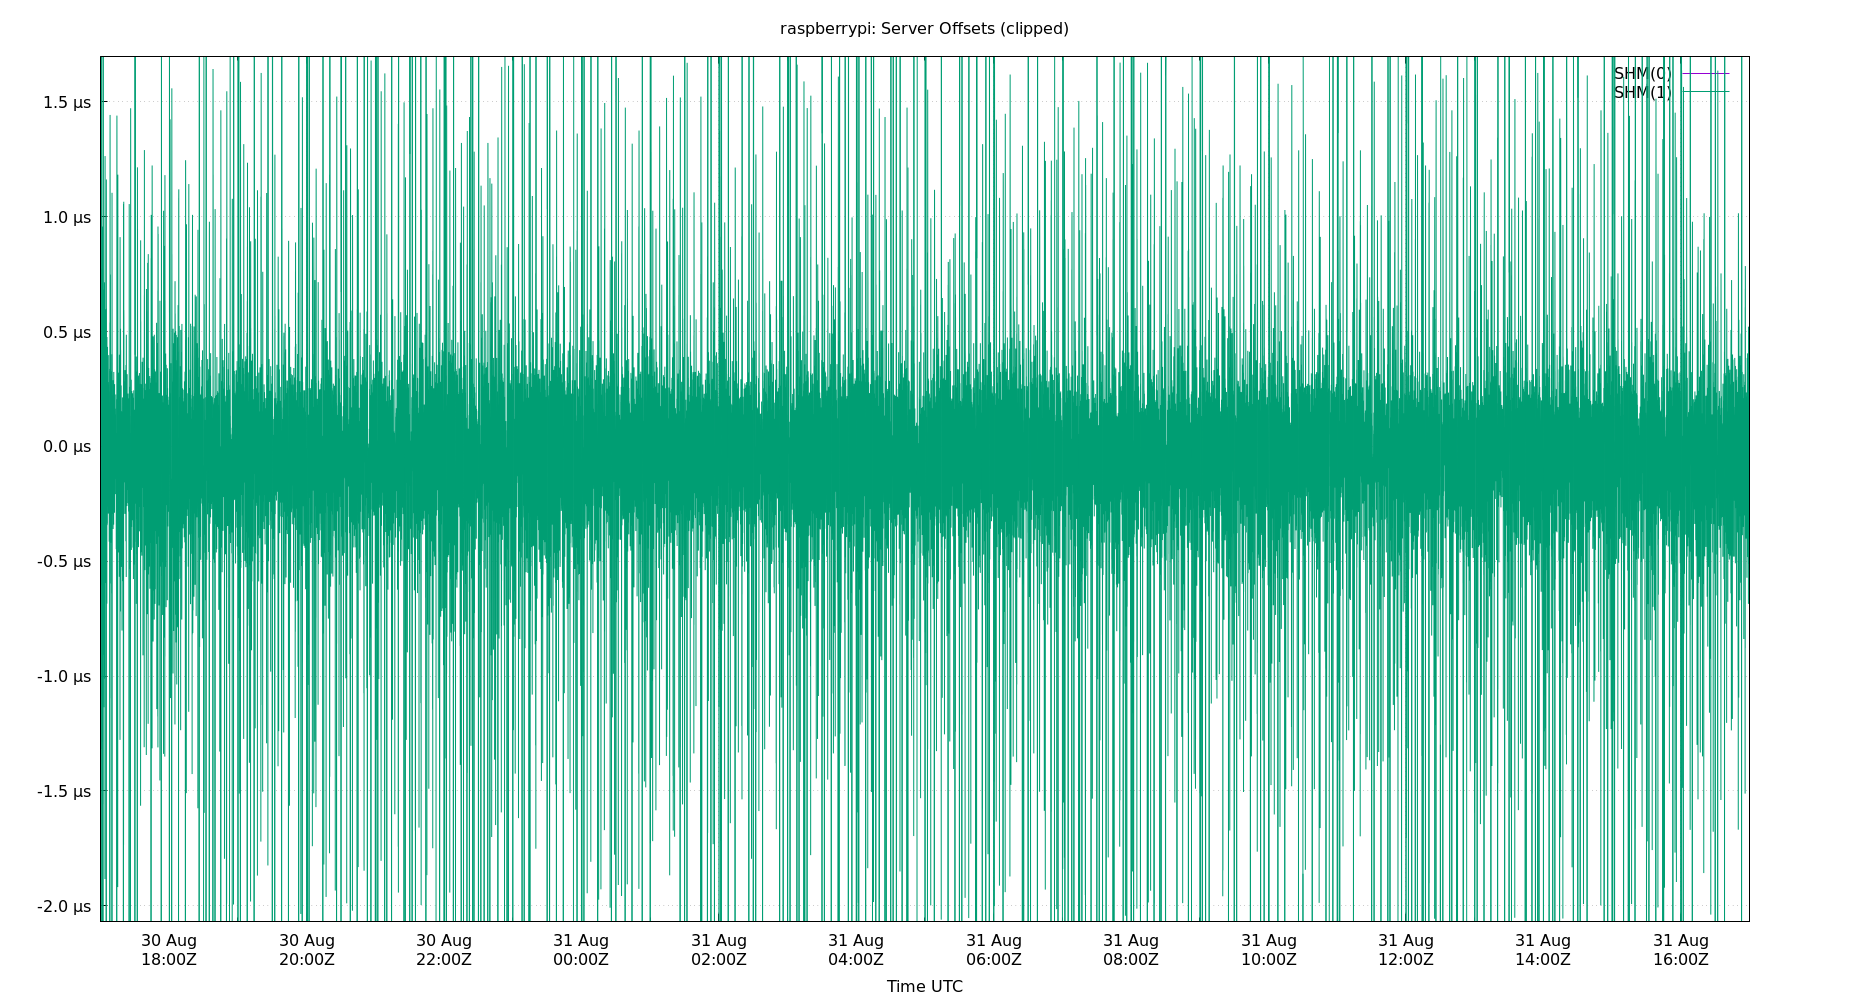 raspberrypi: Server Offsets (clipped)
SHM(0)
SHM(1)
1.5 µs
1.0 µs
0.5 µs
0.0 µs
-0.5 µs
-1.0 µs
-1.5 µs
-2.0 µs
30 Aug 30 Aug 30 Aug 31 Aug 31 Aug 31 Aug 31 Aug 31 Aug 31 Aug 31 Aug 31 Aug 31 Aug
18:00Z 20:00Z 22:00Z 00:00Z 02:00Z 04:00Z 06:00Z 08:00Z 10:00Z 12:00Z 14:00Z 16:00Z
Time UTC